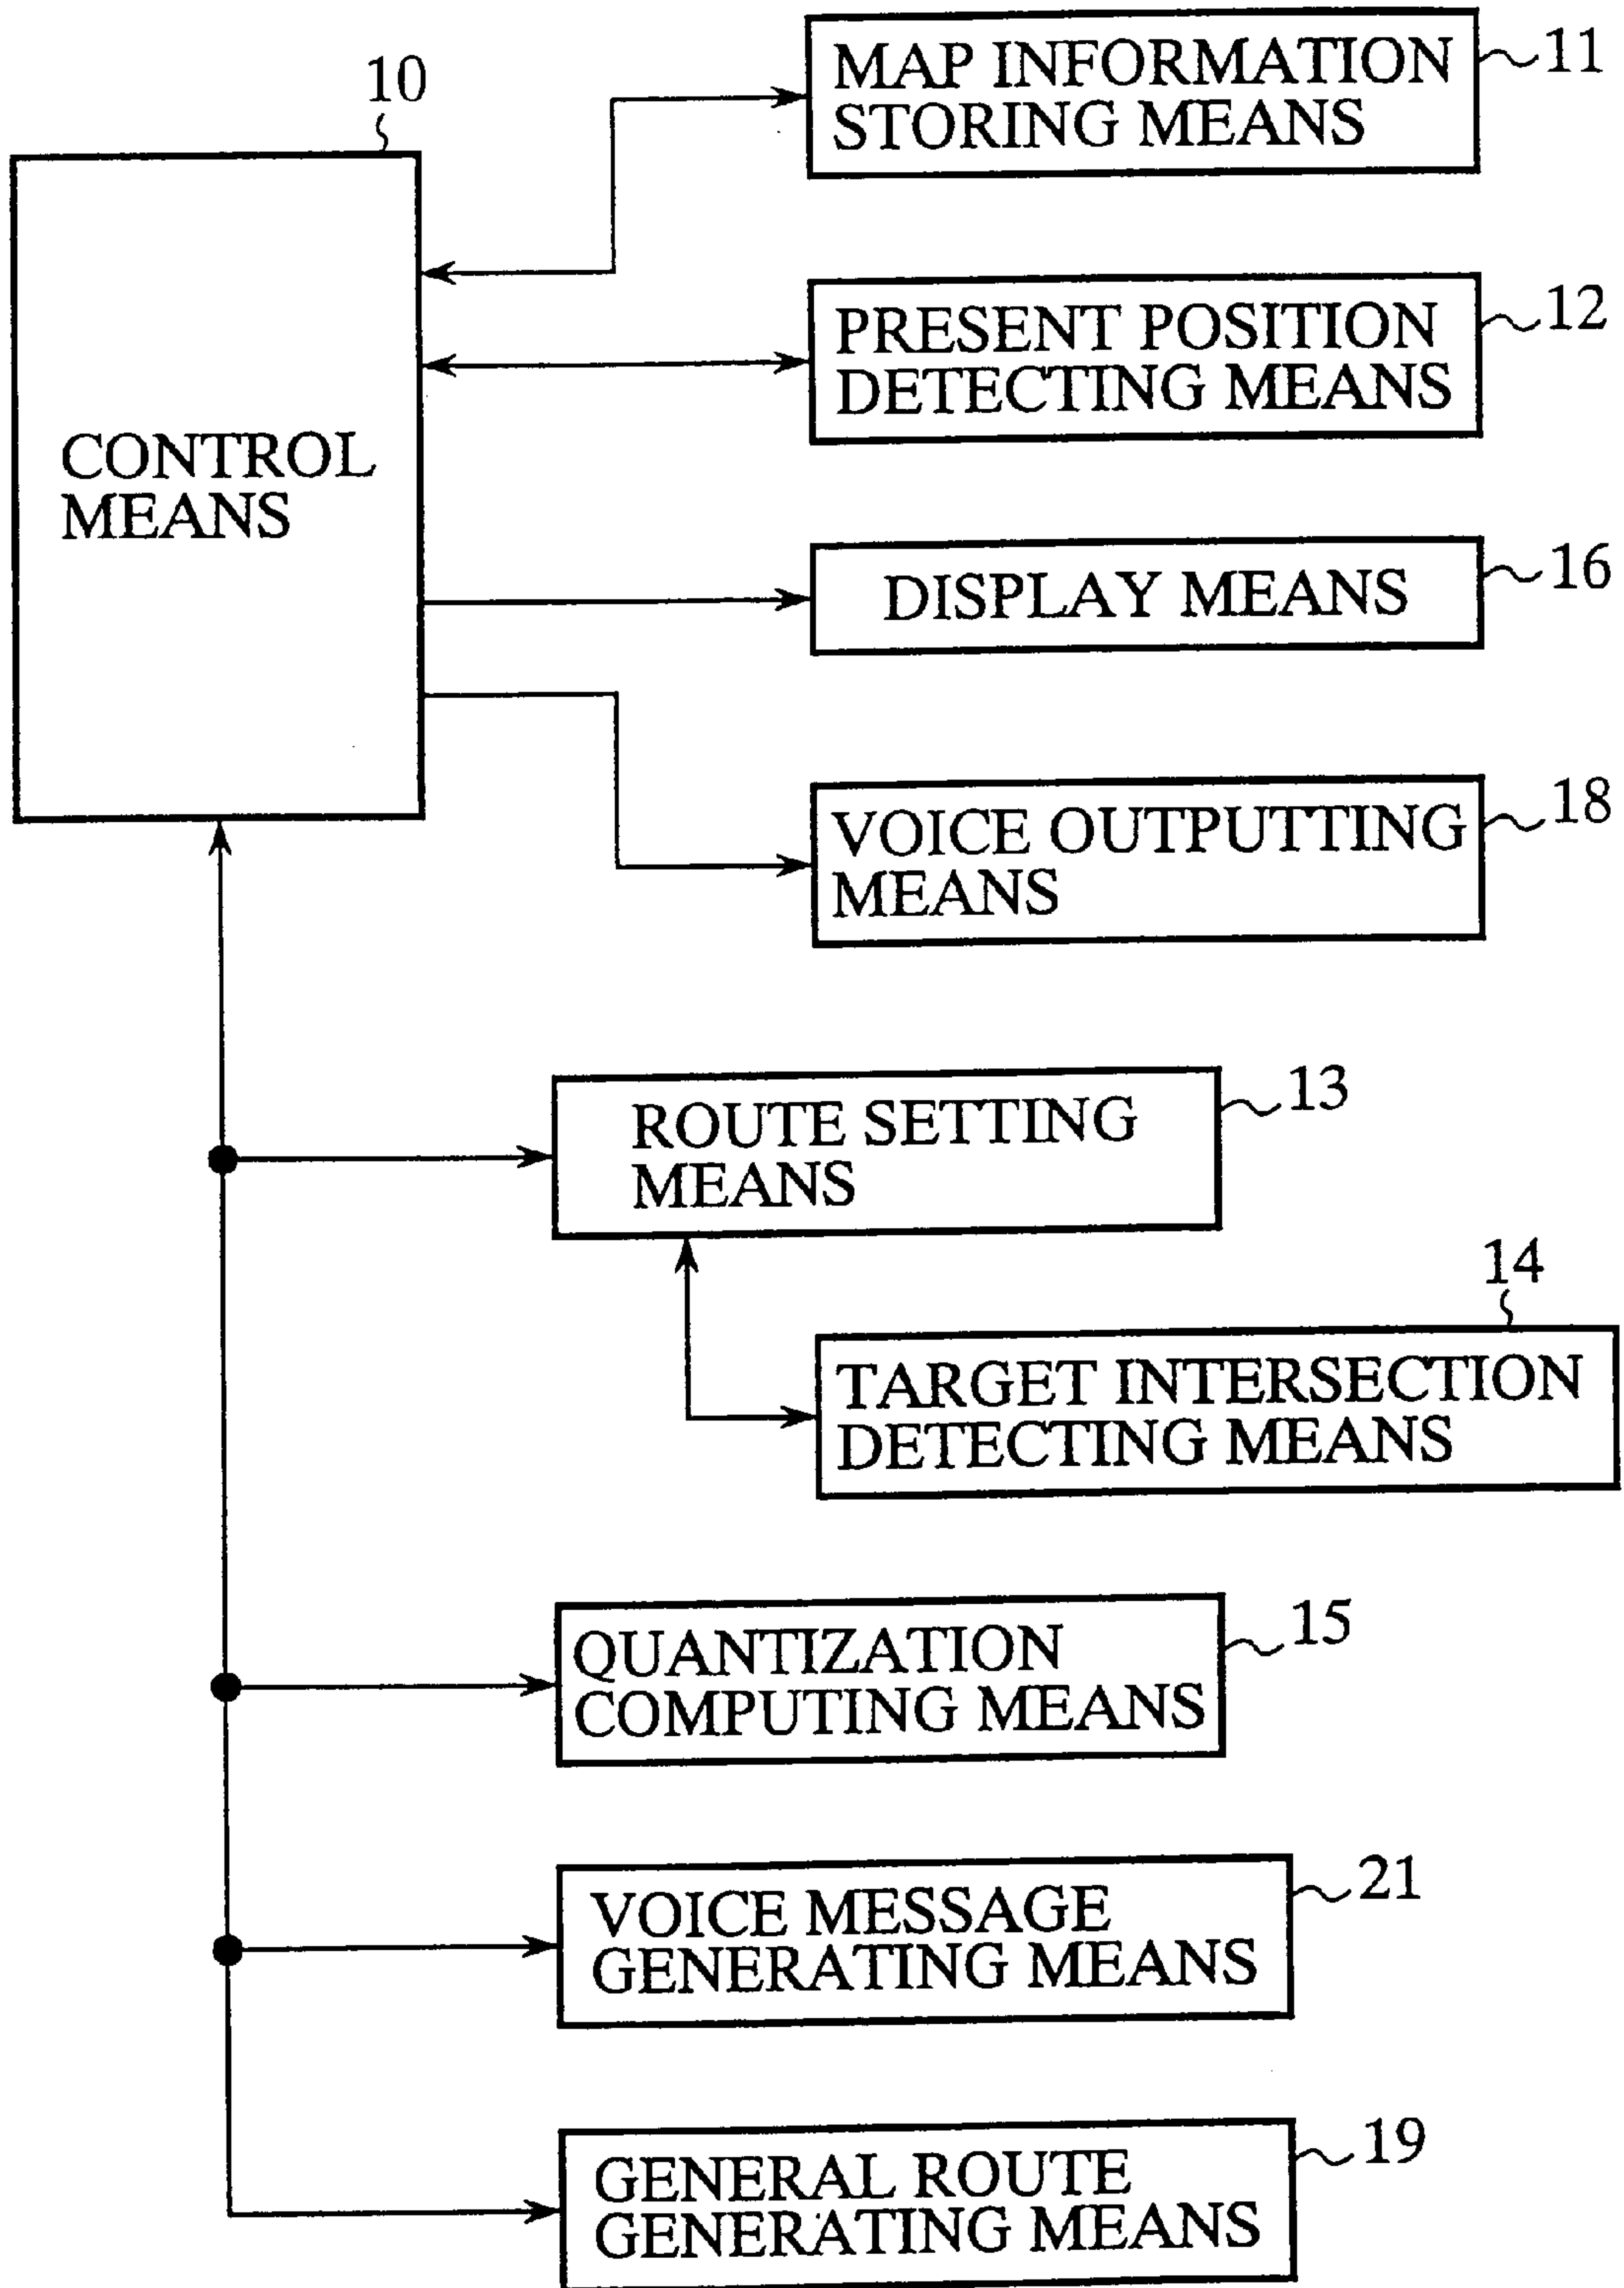 10
CONTROL
MEANS
MAP INFORMATION
STORING MEANS
11
PRESENT POSITION
DETECTING MEANS
12
DISPLAY MEANS
16
VOICE OUTPUTTING
MEANS
18
ROUTE SETTING
MEANS
13
14
TARGET INTERSECTION
DETECTING MEANS
QUANTIZATION
COMPUTING MEANS
15
VOICE MESSAGE
GENERATING MEANS
21
GENERAL ROUTE
GENERATING MEANS
19